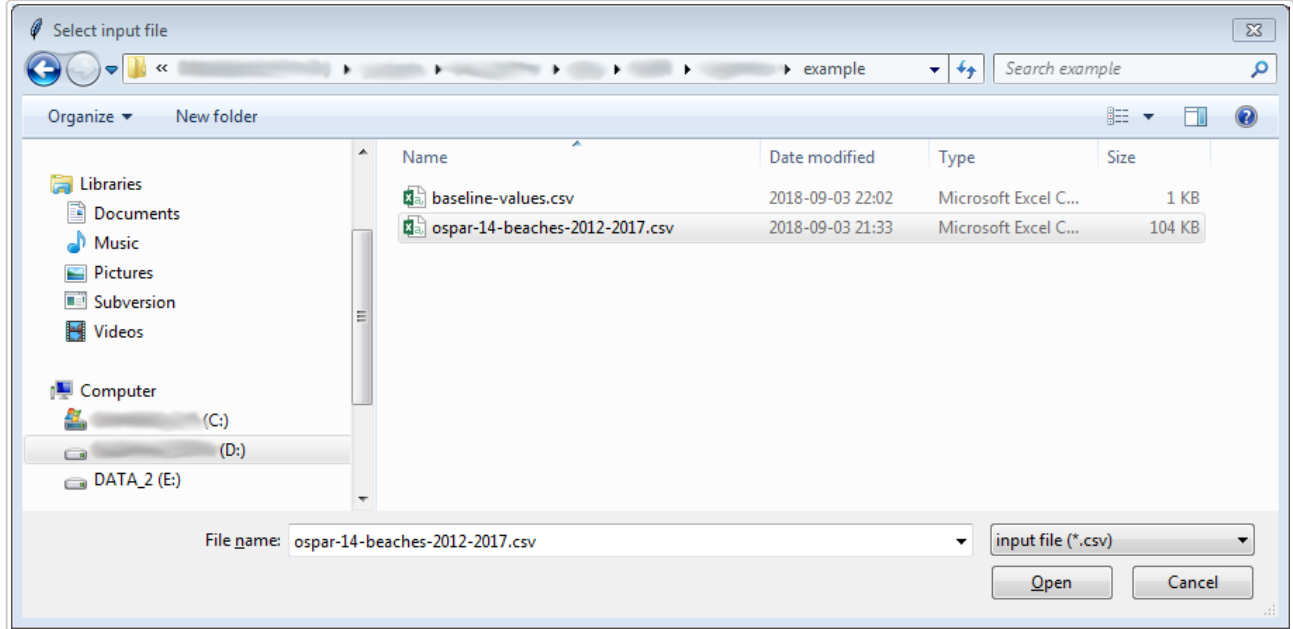 Select input file
« example Search example
Organize New folder
Name Date modified Type Size
Libraries
Documents
Music
Pictures
Subversion
Videos
Computer
(C:)
(D:)
DATA_2 (E:)
baseline-values.csv 2018-09-03 22:02 Microsoft Excel C... 1 KB
ospar-14-beaches-2012-2017.csv 2018-09-03 21:33 Microsoft Excel C... 104 KB
File name: ospar-14-beaches-2012-2017.csv input file (*.csv)
Open Cancel